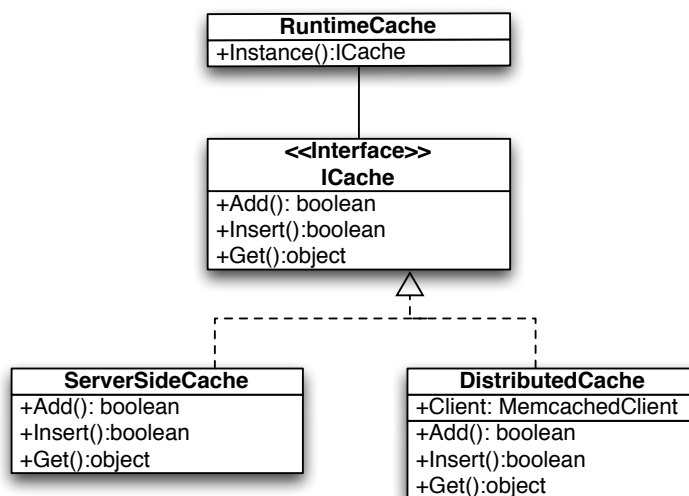 RuntimeCache
+Instance():ICache
<<Interface>>
ICache
+Add(): boolean
+Insert():boolean
+Get():object
ServerSideCache
+Add(): boolean
+Insert():boolean
+Get():object
DistributedCache
+Client: MemcachedClient
+Add(): boolean
+Insert():boolean
+Get():object